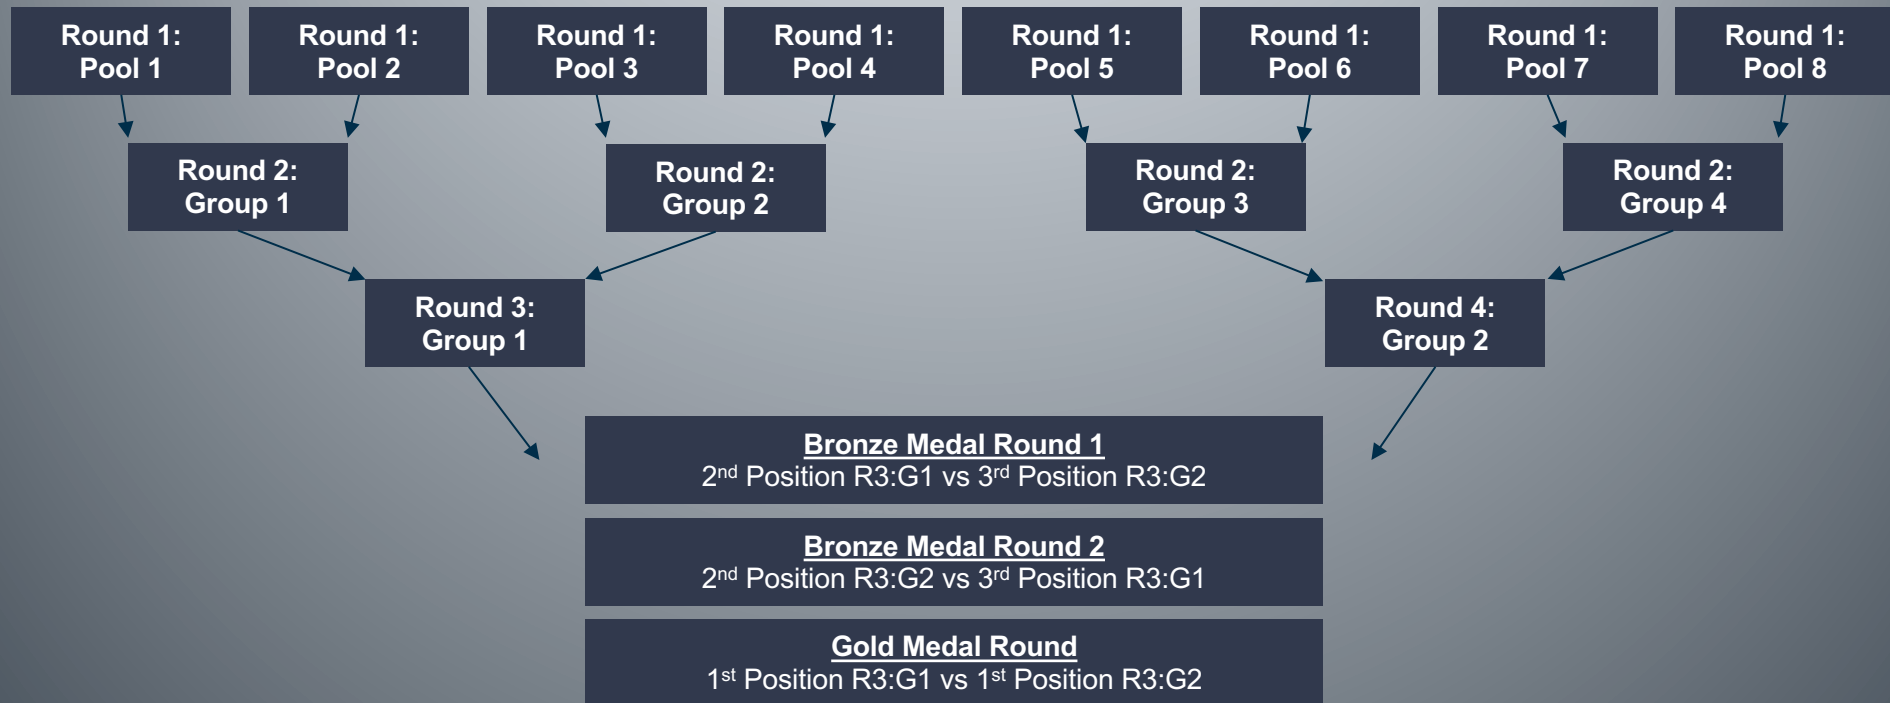 Round 1:
Pool 1
Round 1:
Pool 2
Round 1:
Pool 3
Round 1:
Pool 4
Round 1:
Pool 5
Round 1:
Pool 6
Round 1:
Pool 7
Round 1:
Pool 8
Round 2:
Group 1
Round 2:
Group 2
Round 2:
Group 3
Round 2:
Group 4
Round 3:
Group 1
Round 4:
Group 2
Bronze Medal Round 1
2nd Position R3:G1 vs 3rd Position R3:G2
Bronze Medal Round 2
2nd Position R3:G2 vs 3rd Position R3:G1
Gold Medal Round
1st Position R3:G1 vs 1st Position R3:G2